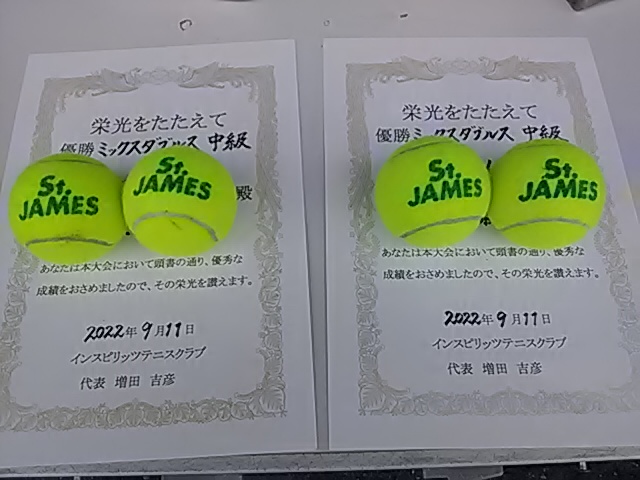 栄光をたたえて
優勝 ミックスダブルス 中級
St.
JAMES
St.
JAMES
殿
あなたは本大会において頭書の通り、優秀な
成績をおさめましたので、その栄光を讃えます。
2022年9月11日
インスピリッツテニスクラブ
代表 増田 吉彦
栄光をたたえて
優勝 ミックスダブルス 中級
St.
JAMES
St.
JAMES
あなたは本大会において頭書の通り、優秀な
成績をおさめましたので、その栄光を讃えます。
2022年9月11日
インスピリッツテニスクラブ
代表 増田 吉彦